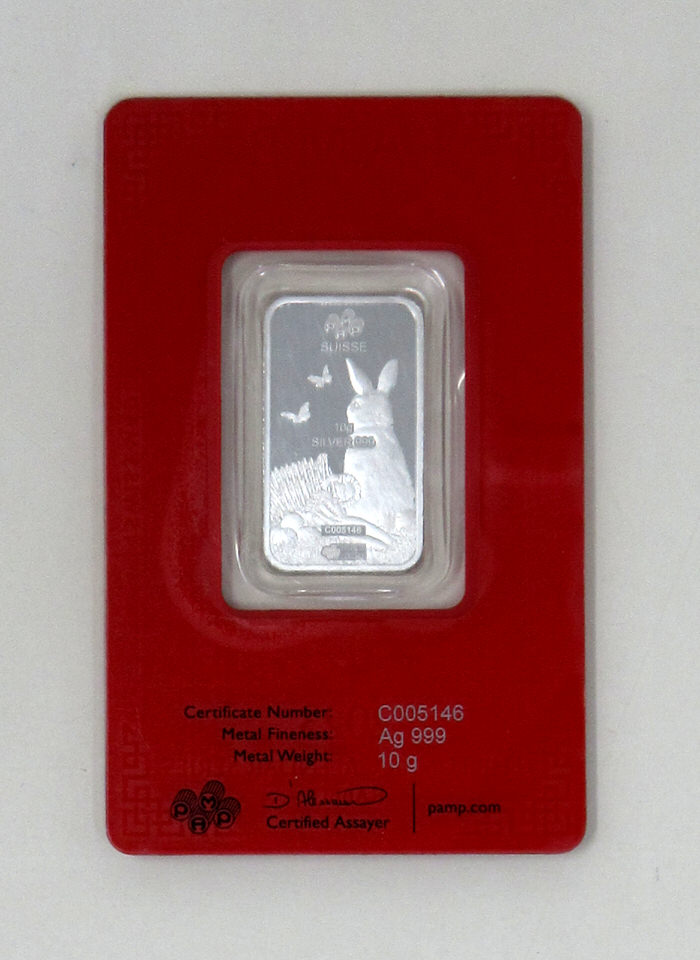 PAMP
SUISSE
10g
SILVER 999
C005146
Certificate Number: C005146
Metal Fineness: Ag 999
Metal Weight: 10 g
PAMP
Certified Assayer
pamp.com